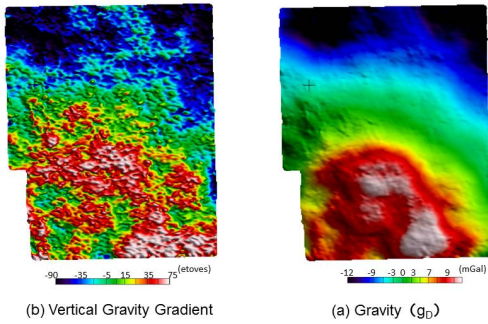 -90 -35 -5 15 35 75 (etoves)
-12 -9 -3 0 3 7 9 (mGal)
(b) Vertical Gravity Gradient
(a) Gravity (gD)